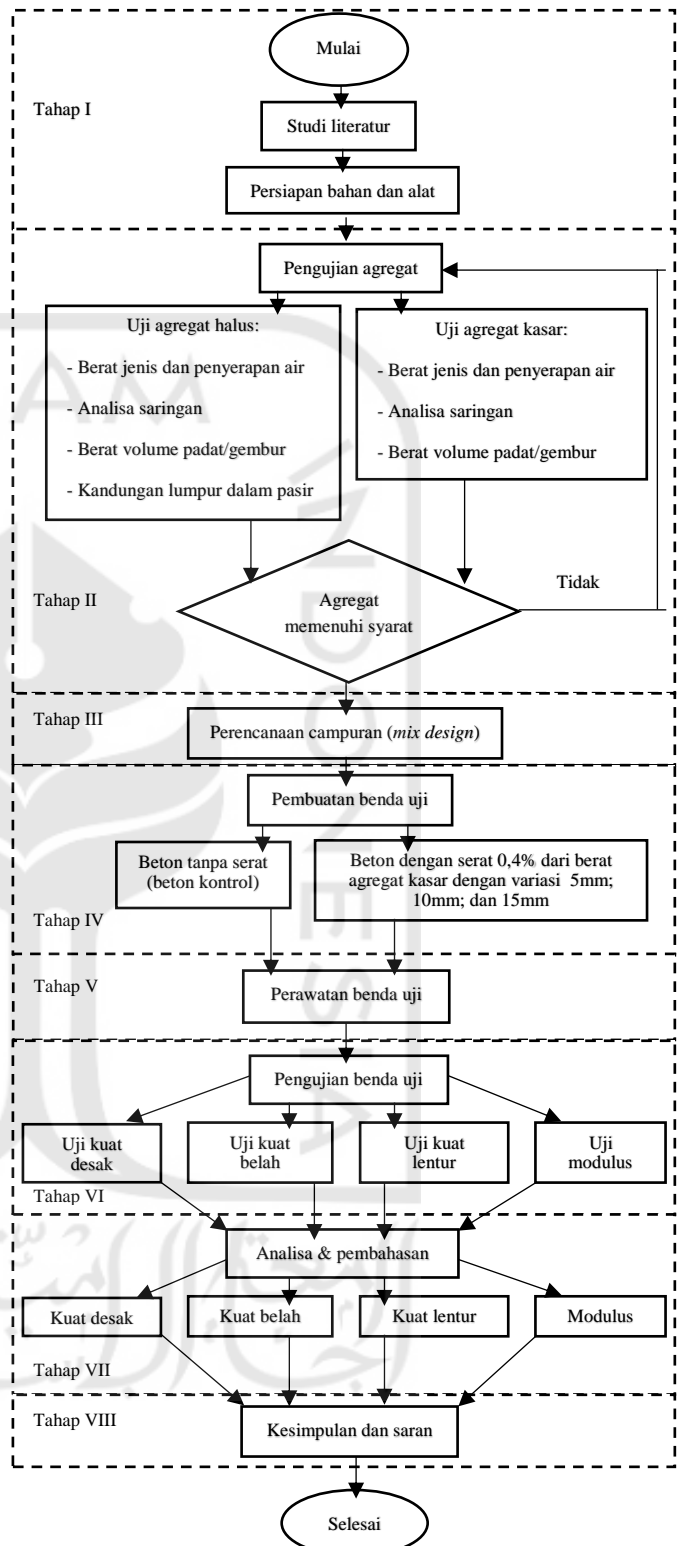 Mulai
Tahap I
Studi literatur
Persiapan bahan dan alat
Pengujian agregat
Uji agregat halus:
- Berat jenis dan penyerapan air
- Analisa saringan
- Berat volume padat/gembur
- Kandungan lumpur dalam pasir
Uji agregat kasar:
- Berat jenis dan penyerapan air
- Analisa saringan
- Berat volume padat/gembur
Tidak
Tahap II
Agregat
memenuhi syarat
Tahap III
Perencanaan campuran (mix design)
Pembuatan benda uji
Beton tanpa serat
(beton kontrol)
Beton dengan serat 0,4% dari berat
agregat kasar dengan variasi 5mm;
10mm; dan 15mm
Tahap IV
Tahap V
Perawatan benda uji
Pengujian benda uji
Uji kuat
desak
Uji kuat
belah
Uji kuat
lentur
Uji
modulus
Tahap VI
Analisa & pembahasan
Kuat desak
Kuat belah
Kuat lentur
Modulus
Tahap VII
Tahap VIII
Kesimpulan dan saran
Selesai
INDONESIA